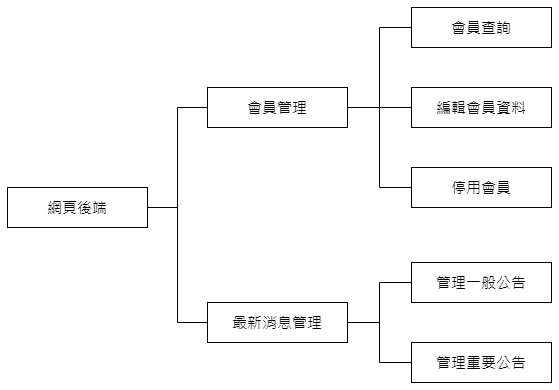 會員查詢
會員管理
編輯會員資料
網頁後端
停用會員
最新消息管理
管理一般公告
管理重要公告